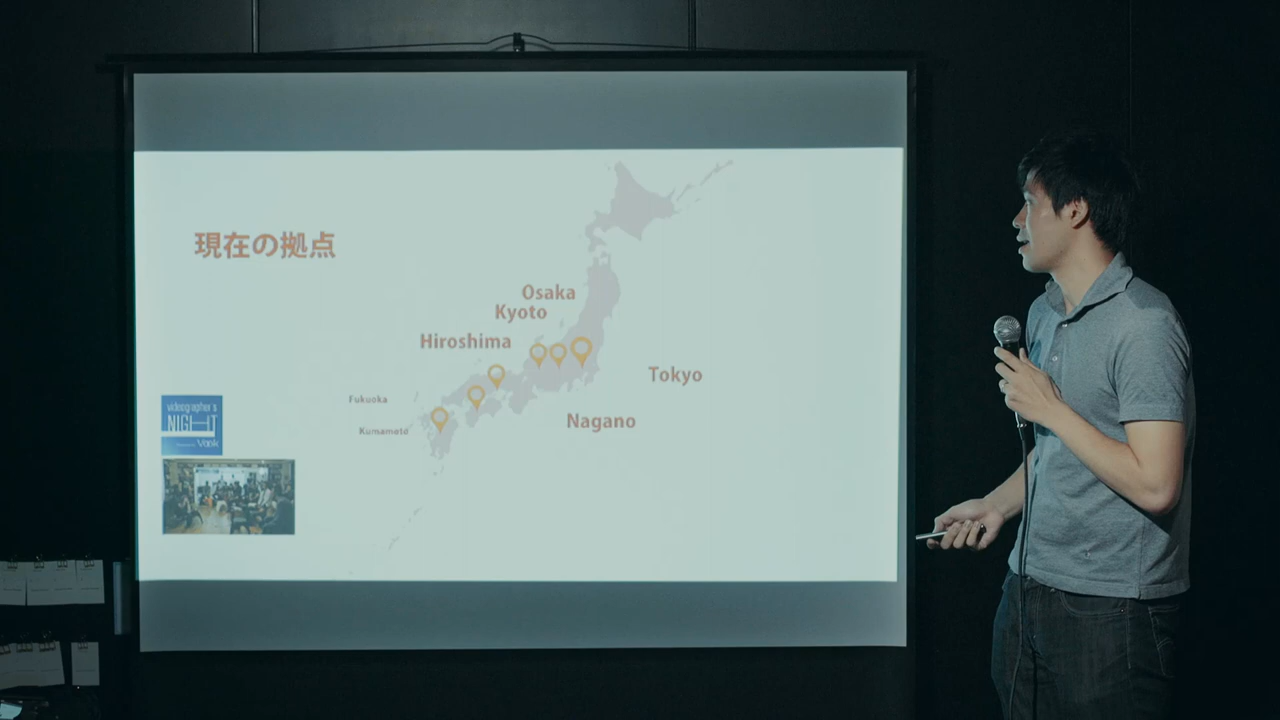 現在の拠点
Osaka
Kyoto
Hiroshima
Tokyo
Fukuoka
Nagano
Kumamoto
videographer's
NIGHT
Vook